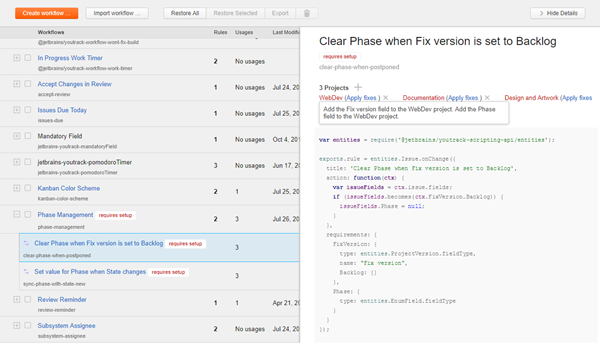 Create workflow ...
Import workflow ...
Restore All
Restore Selected
Export
Hide Details
Workflows
Rules
Usages
Last Modifi
@jetbrains/youtrack-workflow-wont-fix-build
In Progress Work Timer
2
No usages
@jetbrains/youtrack-workflow-work-timer
Accept Changes in Review
1
No usages
Jul 24, 20
accept-review
Issues Due Today
1
No usages
Jul 25, 20
issues-due
Mandatory Field
1
No usages
Oct 4, 201
jetbrains-youtrack-mandatoryField
jetbrains-youtrack-pomodoroTimer
3
No usages
Jun 17, 20
jetbrains-youtrack-pomodoroTimer
Kanban Color Scheme
2
1
Jul 25, 20
kanban-color-scheme
Phase Management
requires setup
2
3
Jul 26, 20
phase-management
Clear Phase when Fix version is set to Backlog
requires setup
3
clear-phase-when-postponed
Set value for Phase when State changes
requires setup
3
sync-phase-with-state-new
Review Reminder
1
1
Apr 21, 20
review-reminder
Subsystem Assignee
2
No usages
Jul 24, 20
subsystem-assignee
Clear Phase when Fix version is set to Backlog
requires setup
clear-phase-when-postponed
3 Projects
WebDev (Apply fixes )
Documentation (Apply fixes )
Design and Artwork (Apply fixes
Add the Fix version field to the WebDev project. Add the Phase
field to the WebDev project.
var entities = require('@jetbrains/youtrack-scripting-api/entities');
exports.rule = entities.Issue.onChange({
title: "Clear Phase when Fix version is set to Backlog",
action: function(ctx) {
var issueFields = ctx.issue.fields;
if (issueFields.becomes(ctx.FixVersion.Backlog)) {
issueFields.Phase = null;
}
},
requirements: {
FixVersion: {
type: entities.ProjectVersion.fieldType,
name: "Fix version",
Backlog: {}
},
Phase: {
type: entities.EnumField.fieldType
}
}
});